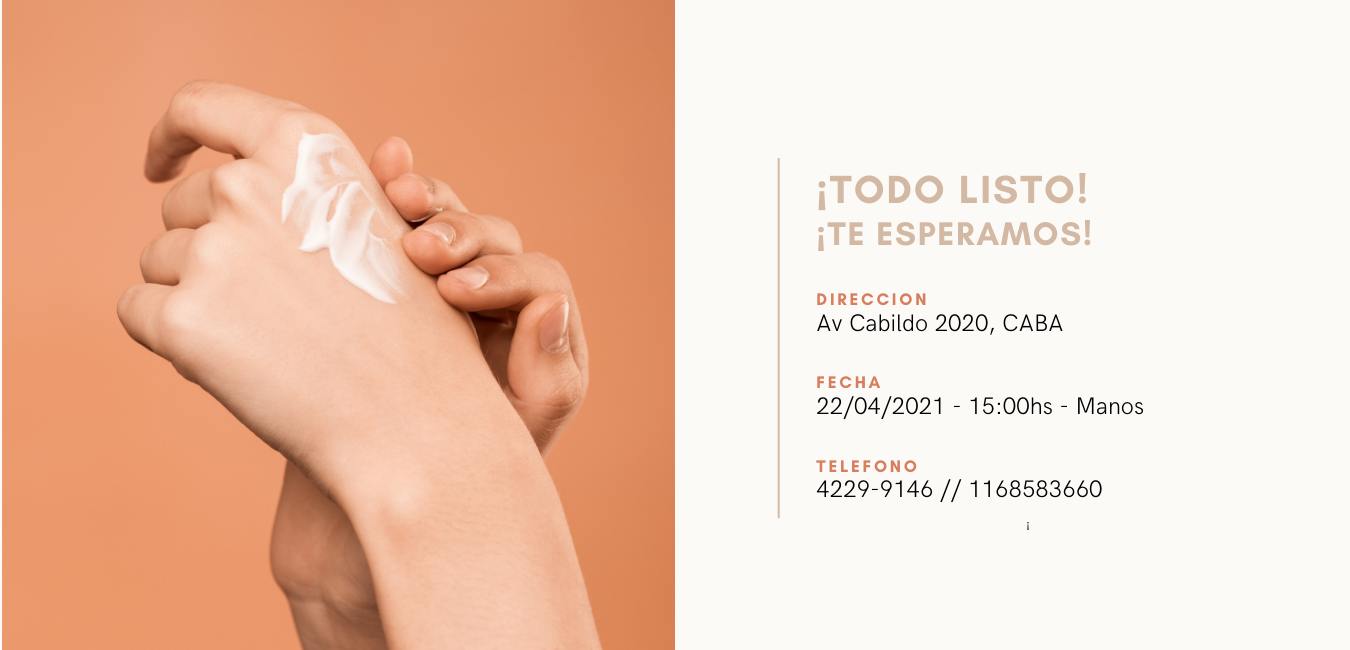 ¡TODO LISTO!
¡TE ESPERAMOS!
DIRECCION
Av Cabildo 2020, CABA
FECHA
22/04/2021 - 15:00hs - Manos
TELEFONO
4229-9146 // 1168583660
¡